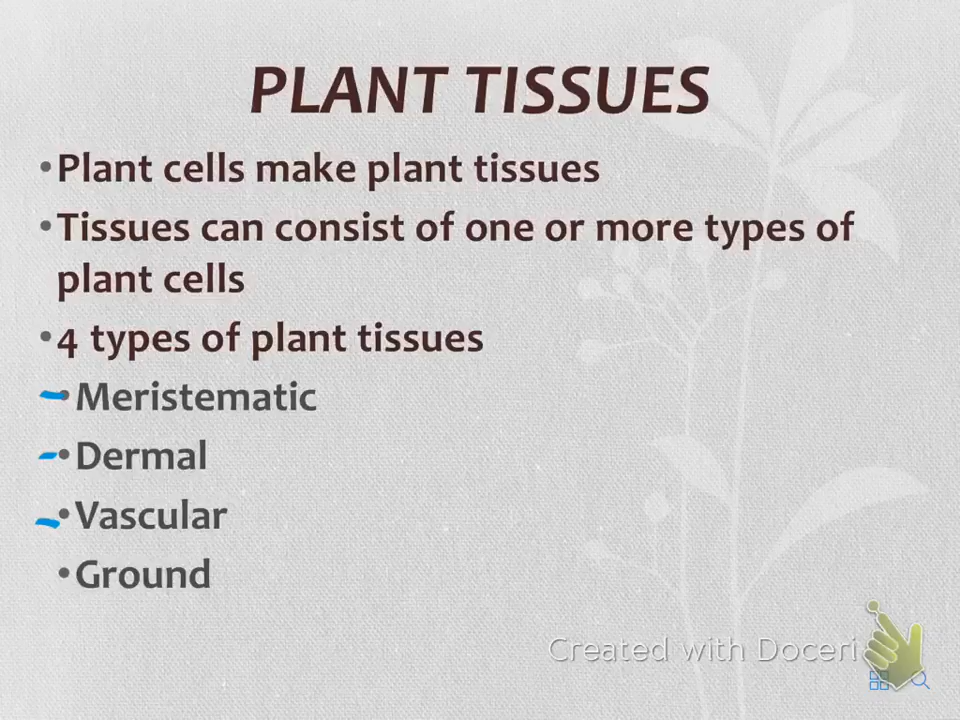 PLANT TISSUES
•Plant cells make plant tissues
•Tissues can consist of one or more types of
plant cells
•4 types of plant tissues
•Meristematic
•Dermal
•Vascular
•Ground
Created with Doceri